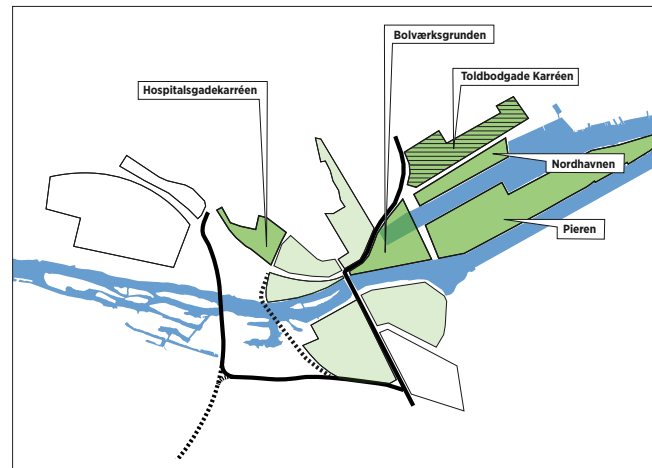 Bolværksgrunden
Toldbodgade Karréen
Hospitalsgadekarréen
Nordhavnen
Pieren